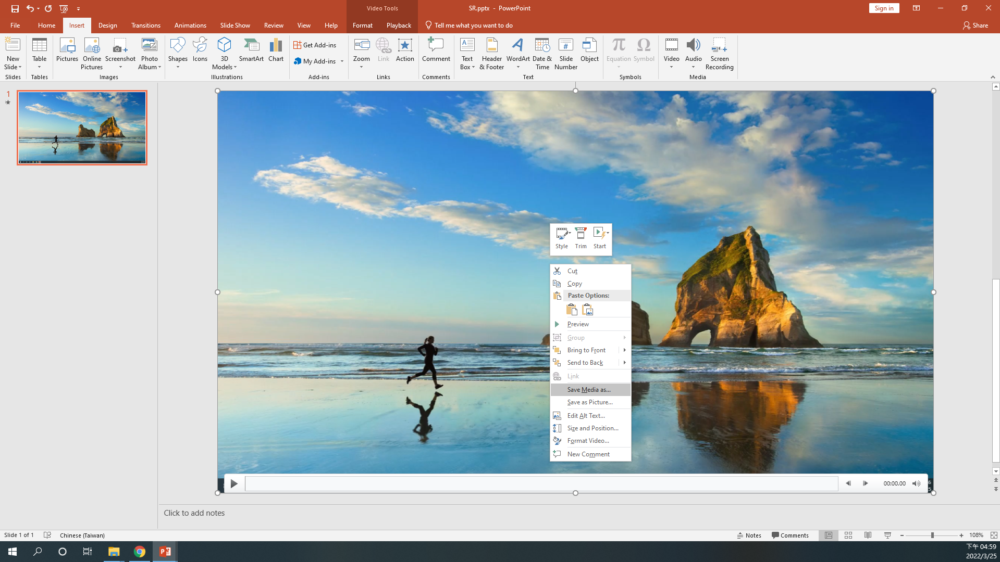 Video Tools
SR.pptx - PowerPoint
Sign in
File Home Insert Design Transitions Animations Slide Show Review View Help Format Playback Tell me what you want to do Share
New Slide
Table
Pictures
Online Pictures
Screenshot
Photo Album
Shapes
Icons
3D Models
SmartArt
Chart
Get Add-ins
My Add-ins
Zoom
Link
Action
Comment
Text Box
Header & Footer
WordArt
Date & Time
Slide Number
Object
Equation
Symbol
Video
Audio
Screen Recording
Slides Tables Images Illustrations Add-ins Links Comments Text Symbols Media
1
Style Trim Start
Cut
Copy
Paste Options:
Preview
Group
Bring to Front
Send to Back
Link
Save Media as...
Save as Picture...
Edit Alt Text...
Size and Position...
Format Video...
New Comment
00:00.00
Click to add notes
Slide 1 of 1 Chinese (Taiwan) Notes Comments 108%
下午 04:59
2022/3/25